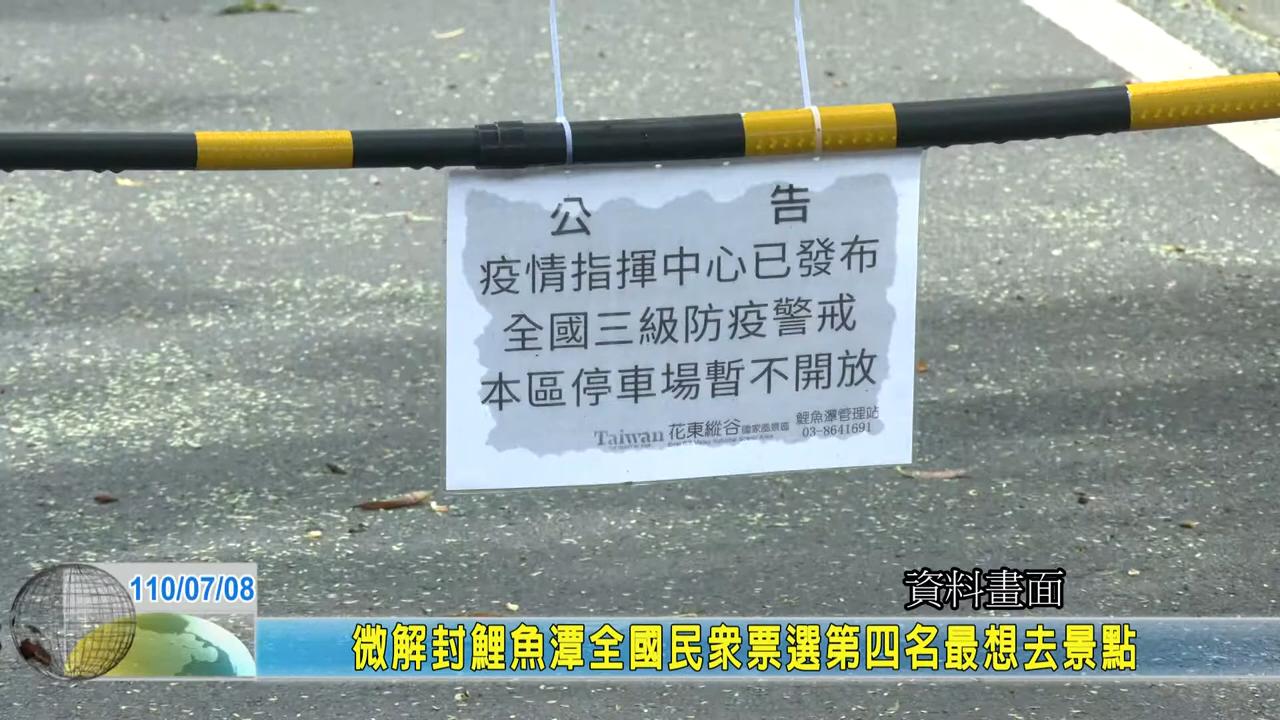 公 告
疫情指揮中心已發布
全國三級防疫警戒
本區停車場暫不開放
Taiwan 花東縱谷 國家風景區
鯉魚潭管理站
03-8641691
110/07/08
資料畫面
微解封鯉魚潭全國民眾票選第四名最想去景點